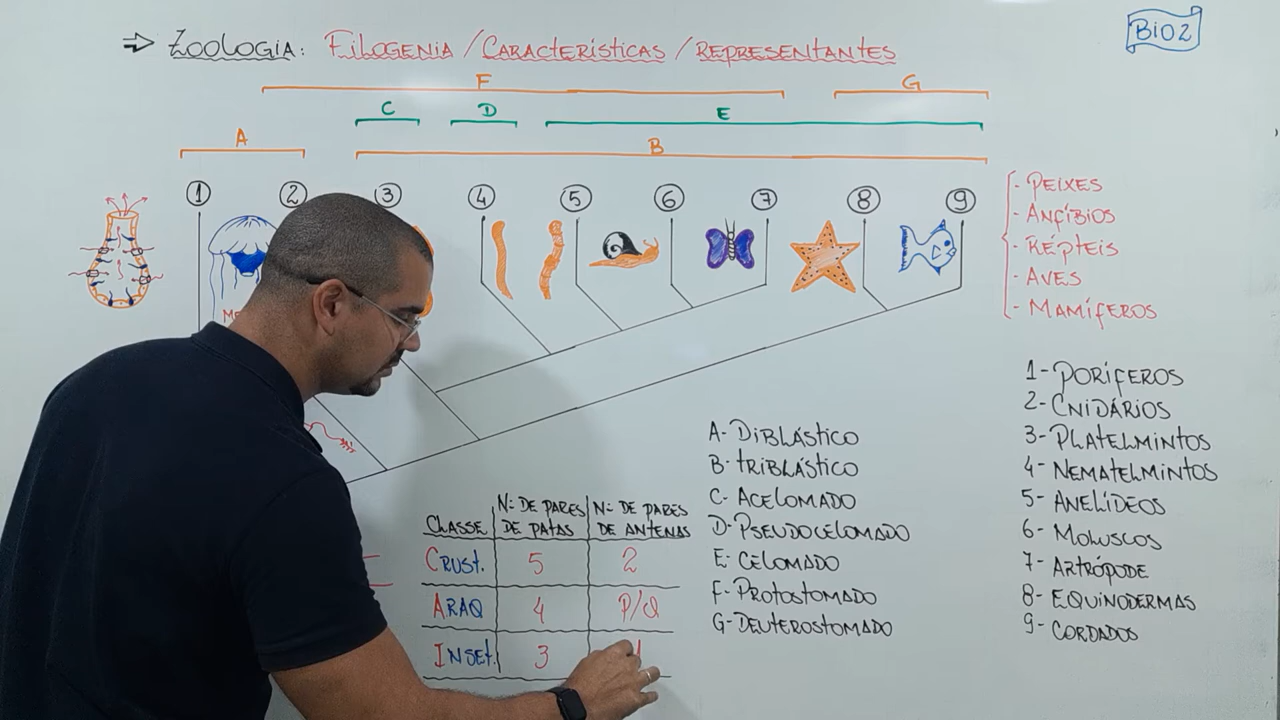 ⇒ ZOOLOGIA: FILOGENIA / CARACTERÍSTICAS / REPRESENTANTES
BIO2
F
G
C
D
E
A
B
1 2 3 4 5 6 7 8 9
- PEIXES
- ANFÍBIOS
- RÉPTEIS
- AVES
- MAMÍFEROS
1- PORÍFEROS
2- CNIDÁRIOS
3- PLATELMINTOS
4- NEMATELMINTOS
5- ANELÍDEOS
6- MOLUSCOS
7- ARTRÓPODE
8- EQUINODERMAS
9- CORDADOS
A- DIBLÁSTICO
B- TRIBLÁSTICO
C- ACELOMADO
D- PSEUDOCELOMADO
E- CELOMADO
F- PROTOSTOMADO
G- DEUTEROSTOMADO
CLASSE Nº DE PARES DE PATAS Nº DE PARES DE ANTENAS
CRUST. 5 2
ARAQ 4 P/Q
INSET. 3 1